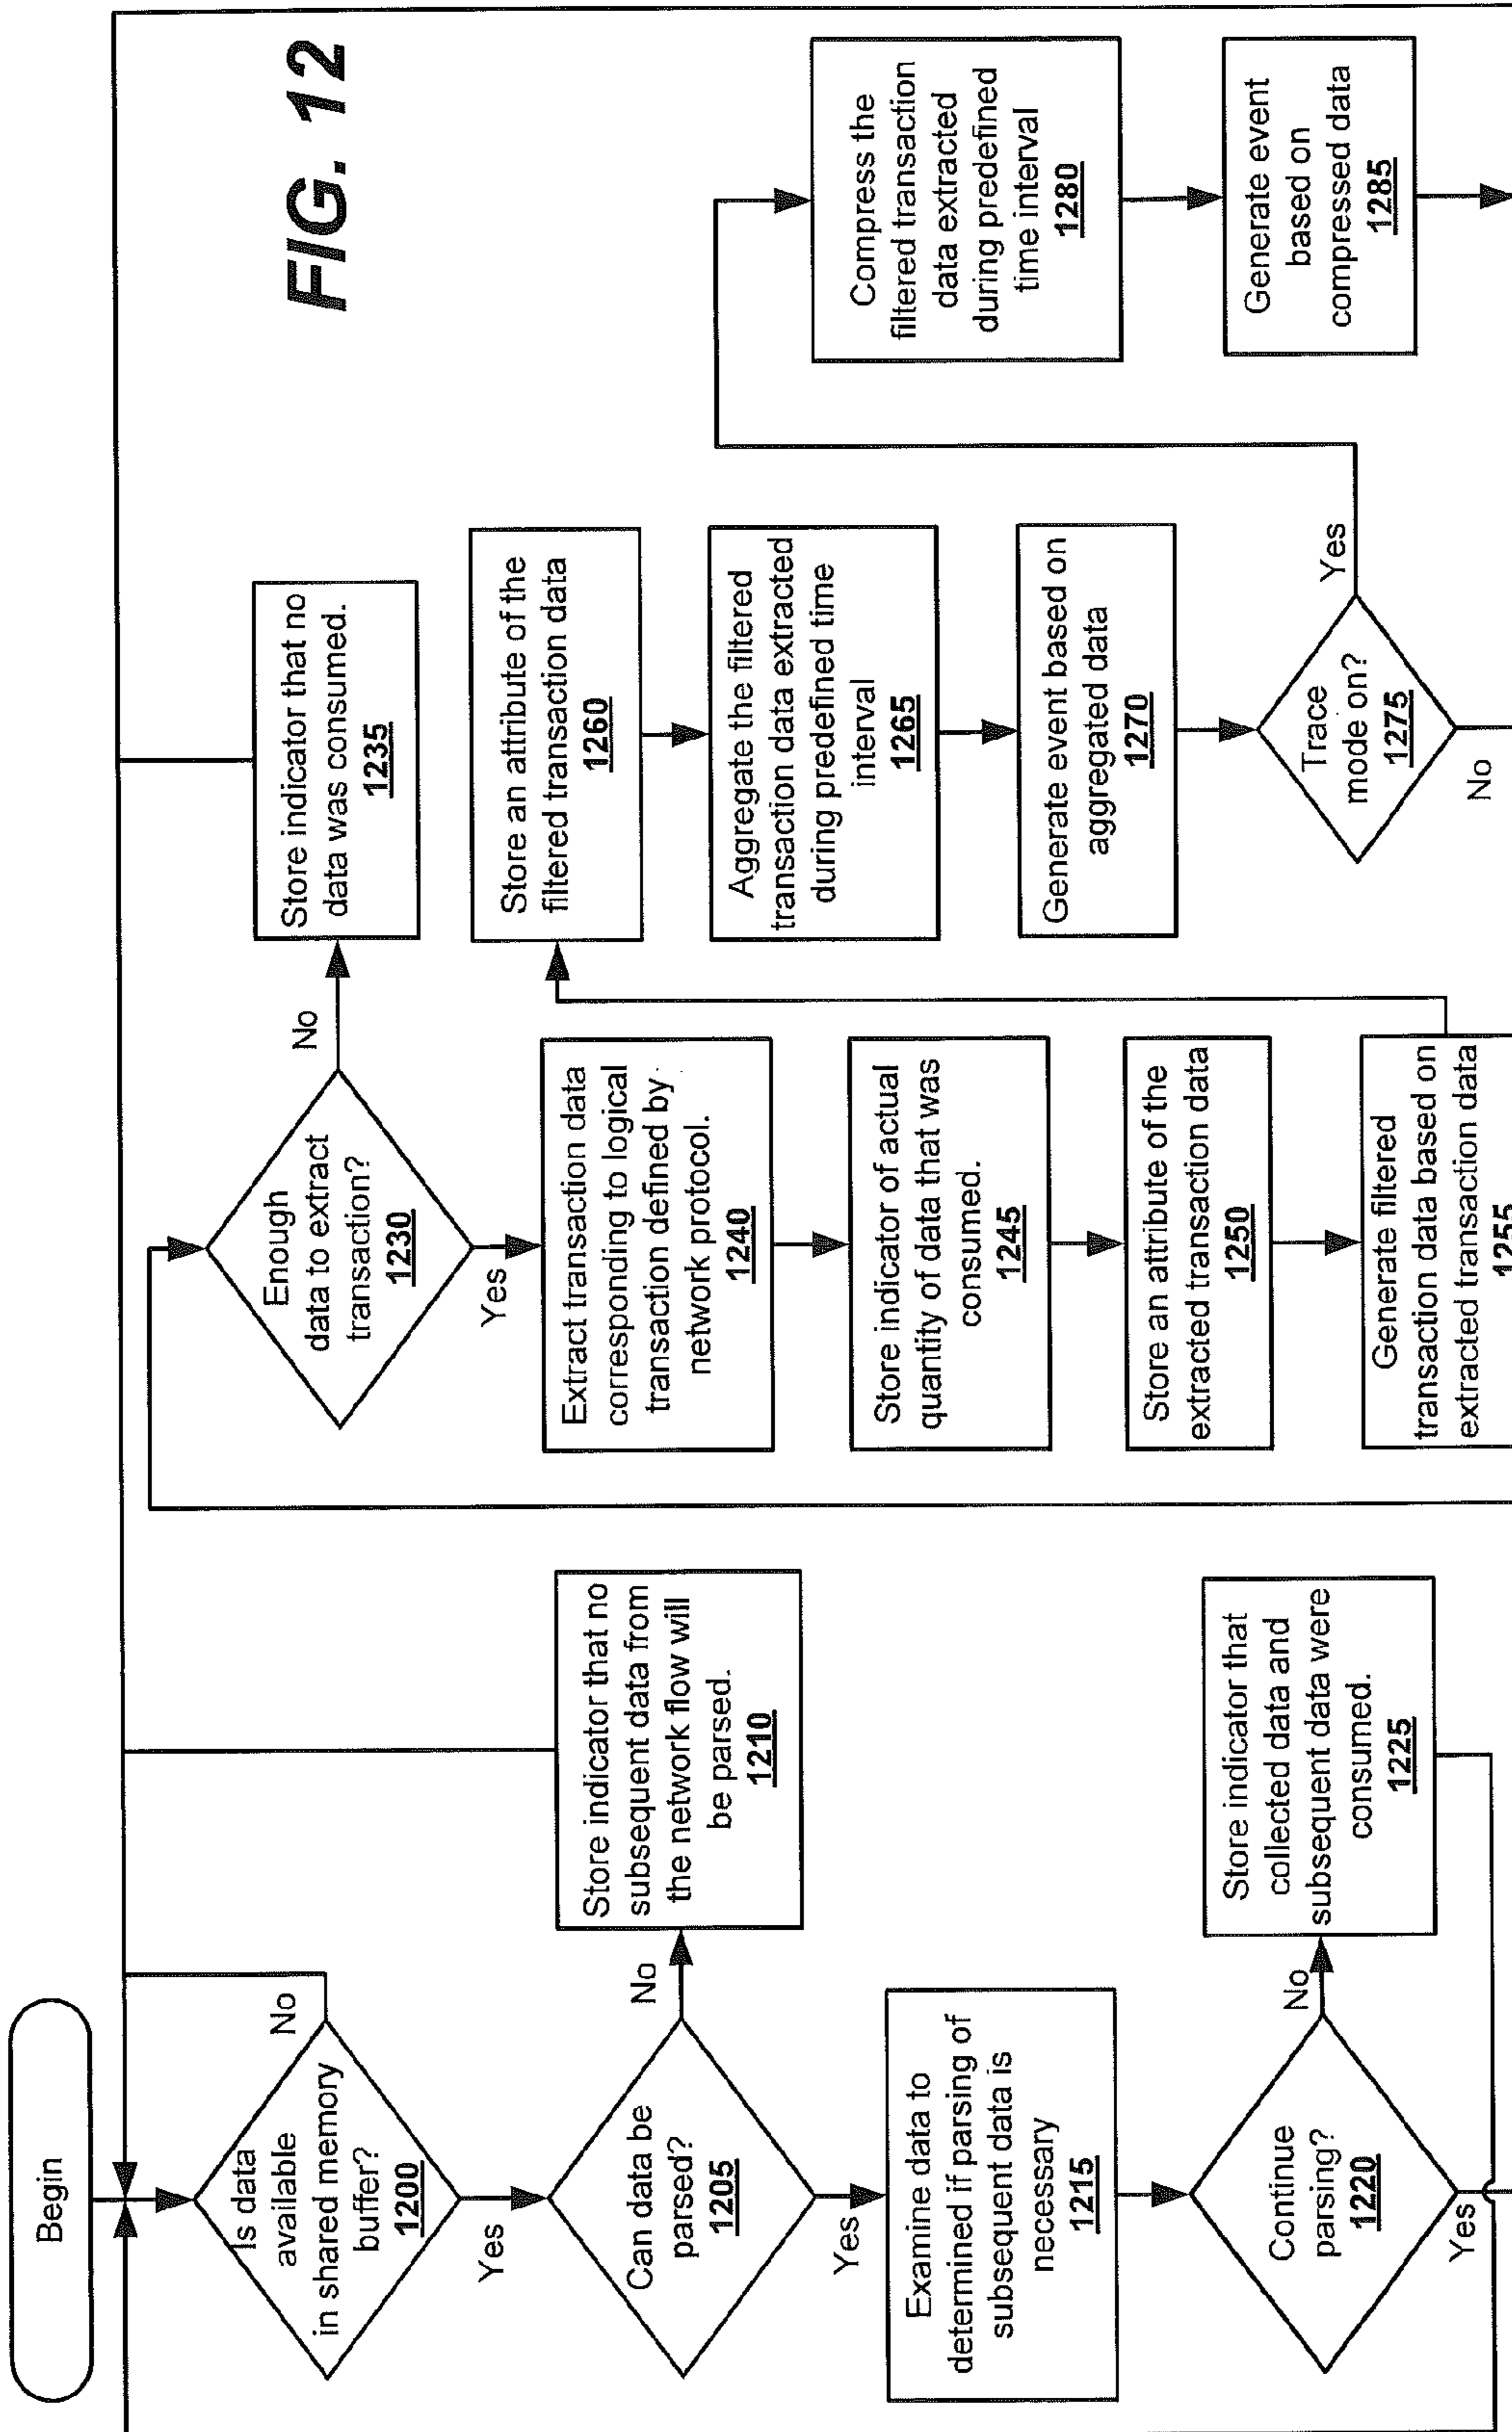 FIG. 12
Begin
Is data
available
in shared memory
buffer?
1200
No
Yes
Can data be
parsed?
1205
No
Yes
Store indicator that no
subsequent data from
the network flow will
be parsed.
1210
Examine data to
determined if parsing of
subsequent data is
necessary
1215
Continue
parsing?
1220
No
Yes
Store indicator that
collected data and
subsequent data were
consumed.
1225
Enough
data to extract
transaction?
1230
No
Yes
Store indicator that no
data was consumed.
1235
Extract transaction data
corresponding to logical
transaction defined by
network protocol.
1240
Store indicator of actual
quantity of data that was
consumed.
1245
Store an attribute of the
extracted transaction data
1250
Generate filtered
transaction data based on
extracted transaction data
1255
Store an attribute of the
filtered transaction data
1260
Aggregate the filtered
transaction data extracted
during predefined time
interval
1265
Generate event based on
aggregated data
1270
Trace
mode on?
1275
Yes
No
Compress the
filtered transaction
data extracted
during predefined
time interval
1280
Generate event
based on
compressed data
1285